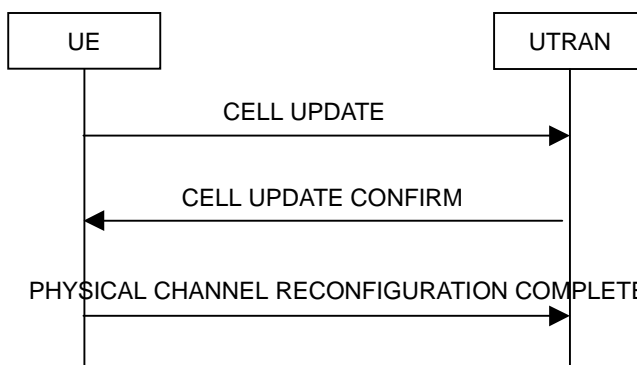 UE
UTRAN
CELL UPDATE
CELL UPDATE CONFIRM
PHYSICAL CHANNEL RECONFIGURATION COMPLETE